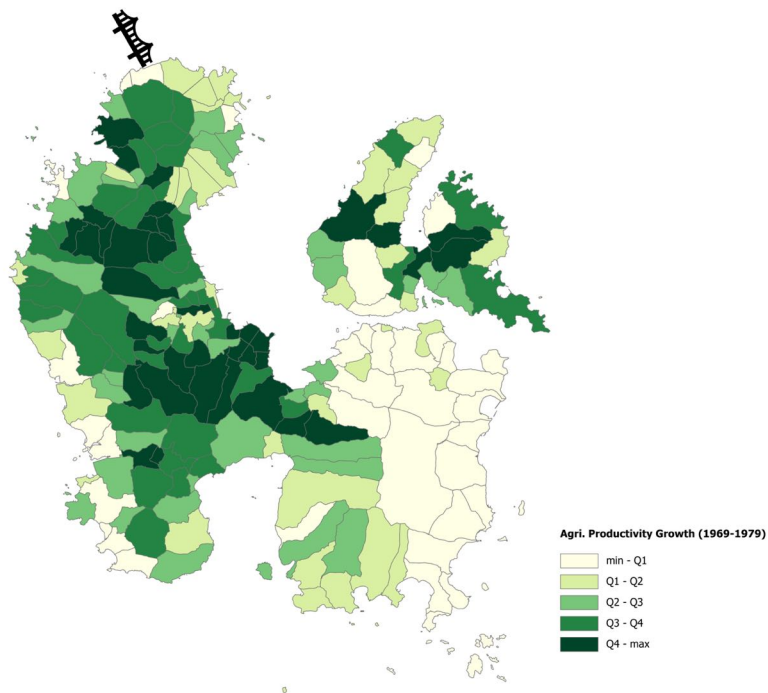 Agri. Productivity Growth (1969-1979)
min - Q1
Q1 - Q2
Q2 - Q3
Q3 - Q4
Q4 - max